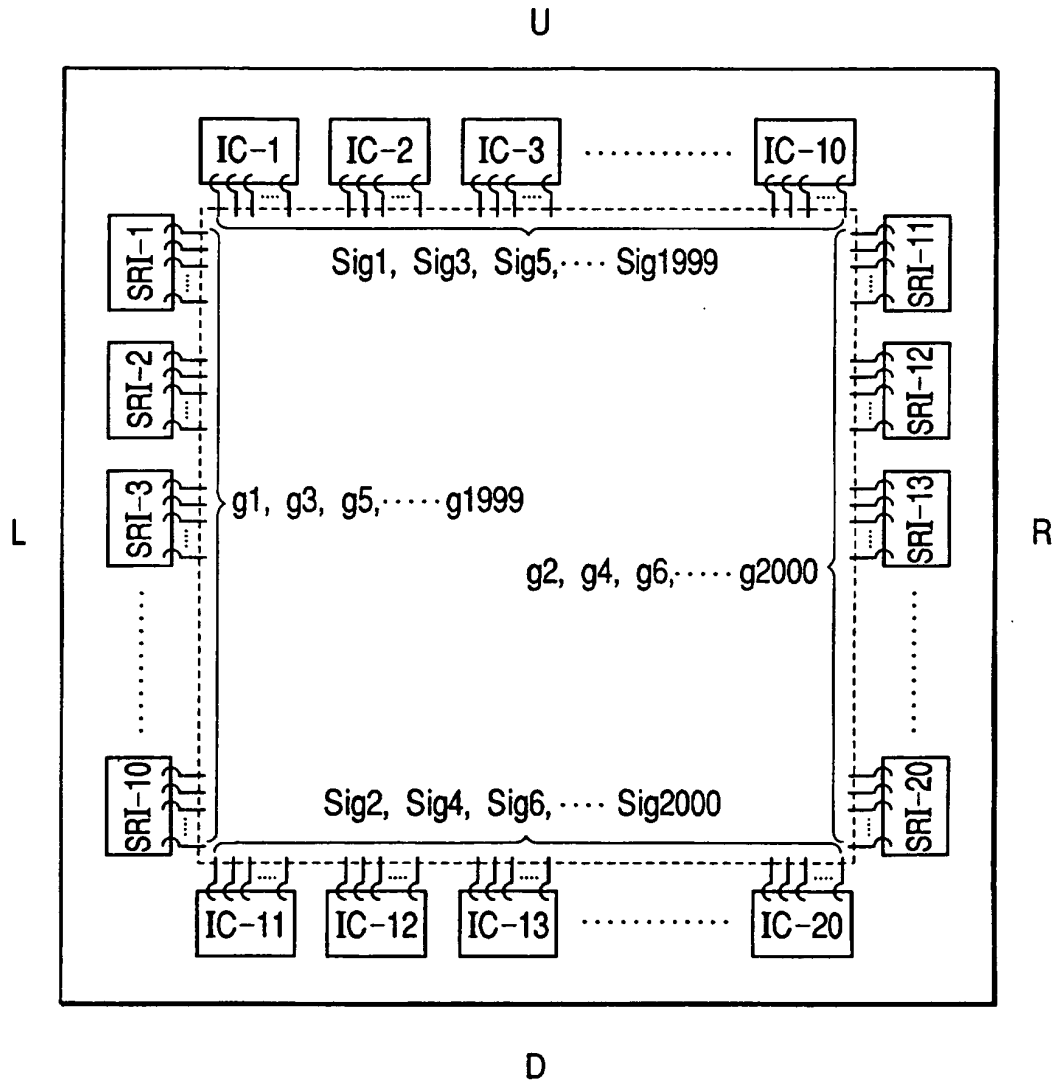 U
IC-1 IC-2 IC-3 ············ IC-10
Sig1, Sig3, Sig5,···· Sig1999
SRI-1 SRI-11
SRI-2 SRI-12
SRI-3 SRI-13
g1, g3, g5,····· g1999
L R
g2, g4, g6,····· g2000
SRI-10 SRI-20
Sig2, Sig4, Sig6, ···· Sig2000
IC-11 IC-12 IC-13 ············ IC-20
D